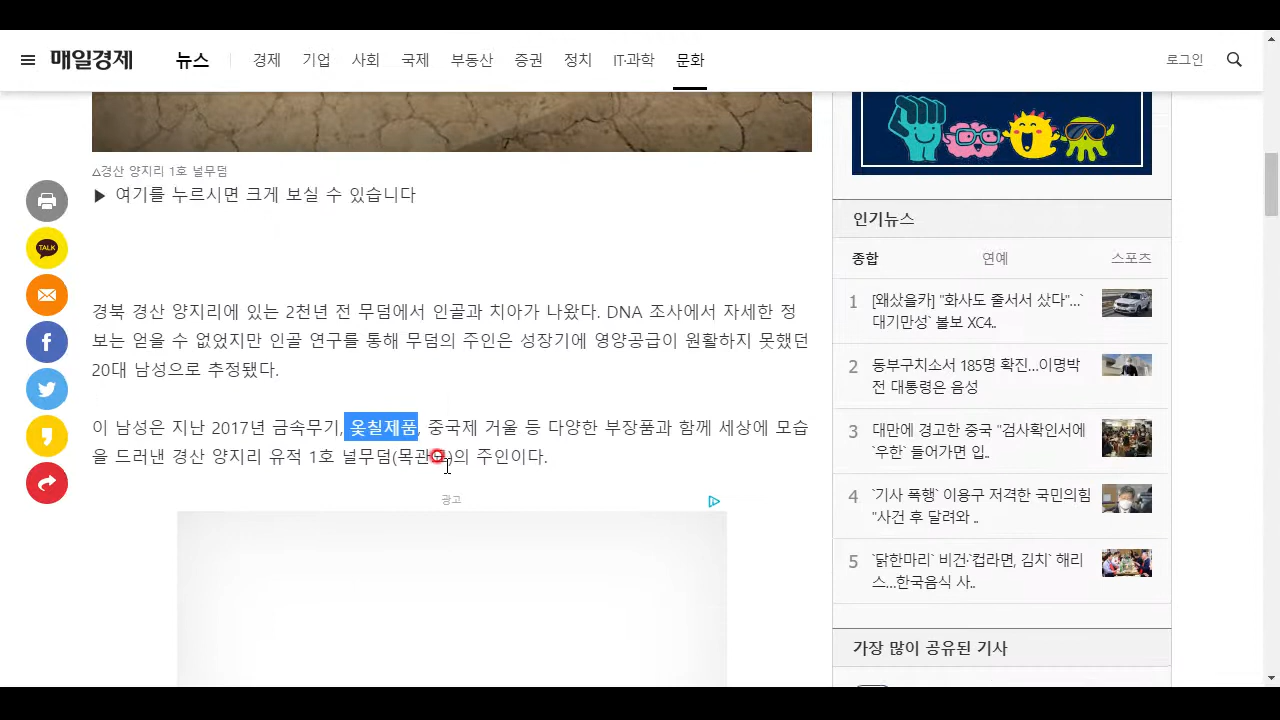 매일경제
뉴스
경제 기업 사회 국제 부동산 증권 정치 IT·과학 문화
로그인
△경산 양지리 1호 널무덤
▶ 여기를 누르시면 크게 보실 수 있습니다
TALK
경북 경산 양지리에 있는 2천년 전 무덤에서 인골과 치아가 나왔다. DNA 조사에서 자세한 정
보는 얻을 수 없었지만 인골 연구를 통해 무덤의 주인은 성장기에 영양공급이 원활하지 못했던
20대 남성으로 추정됐다.
이 남성은 지난 2017년 금속무기, 옻칠제품, 중국제 거울 등 다양한 부장품과 함께 세상에 모습
을 드러낸 경산 양지리 유적 1호 널무덤(목관)의 주인이다.
광고
인기뉴스
종합 연예 스포츠
1 [왜샀을카] "화사도 줄서서 샀다"…`
대기만성` 볼보 XC4..
2 동부구치소서 185명 확진…이명박
전 대통령은 음성
3 대만에 경고한 중국 "검사확인서에
`우한` 들어가면 입..
4 `기사 폭행` 이용구 저격한 국민의힘
"사건 후 달려와 ..
5 `닭한마리` 비건·`컵라면, 김치` 해리
스…한국음식 사..
가장 많이 공유된 기사